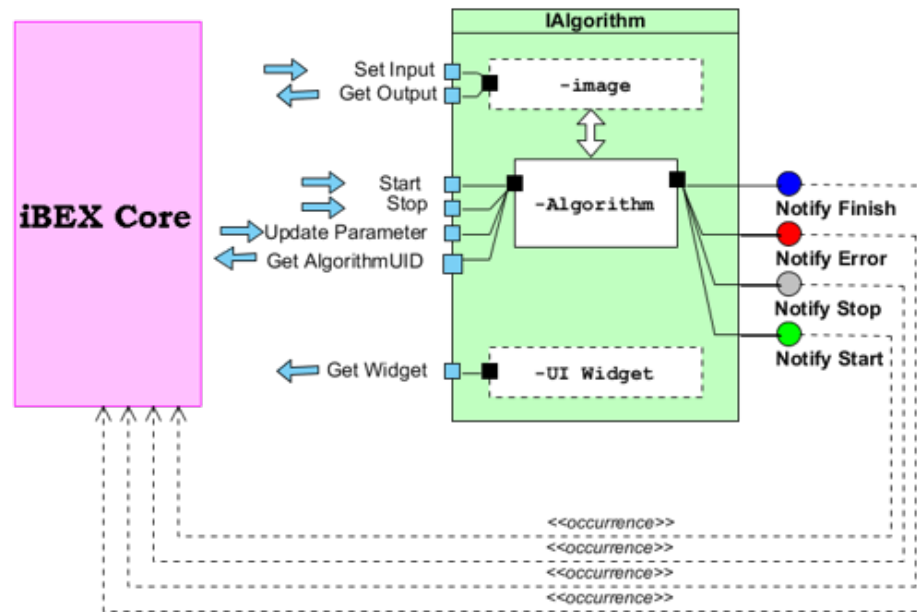 IAlgorithm
Set Input
Get Output
-image
Start
Stop
Update Parameter
Get AlgorithmUID
-Algorithm
iBEX Core
Notify Finish
Notify Error
Notify Stop
Notify Start
Get Widget
-UI Widget
<<occurrence>>
<<occurrence>>
<<occurrence>>
<<occurrence>>